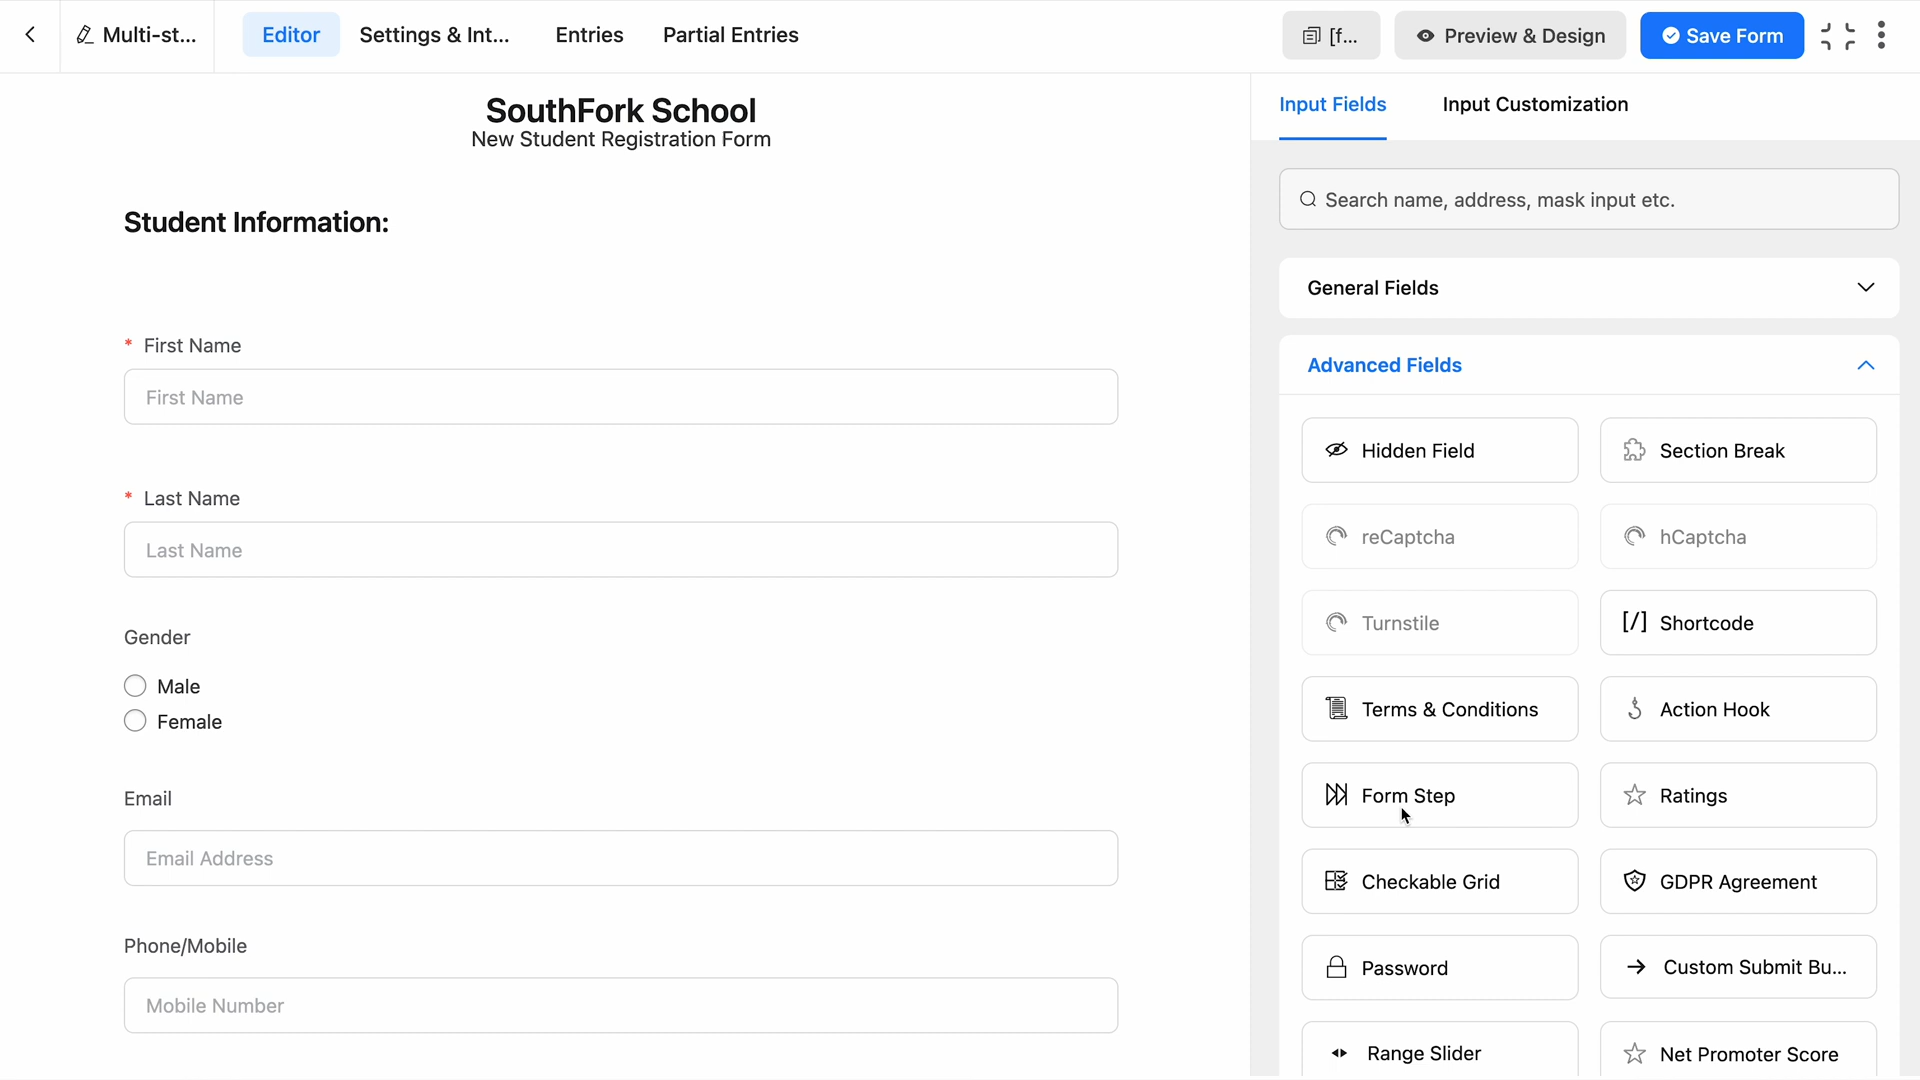 Multi-st...
Editor
Settings & Int...
Entries
Partial Entries
[f...
Preview & Design
Save Form
SouthFork School
New Student Registration Form
Student Information:
* First Name
First Name
* Last Name
Last Name
Gender
Male
Female
Email
Email Address
Phone/Mobile
Mobile Number
Input Fields
Input Customization
Search name, address, mask input etc.
General Fields
Advanced Fields
Hidden Field
Section Break
reCaptcha
hCaptcha
Turnstile
[/] Shortcode
Terms & Conditions
Action Hook
Form Step
Ratings
Checkable Grid
GDPR Agreement
Password
Custom Submit Bu...
Range Slider
Net Promoter Score